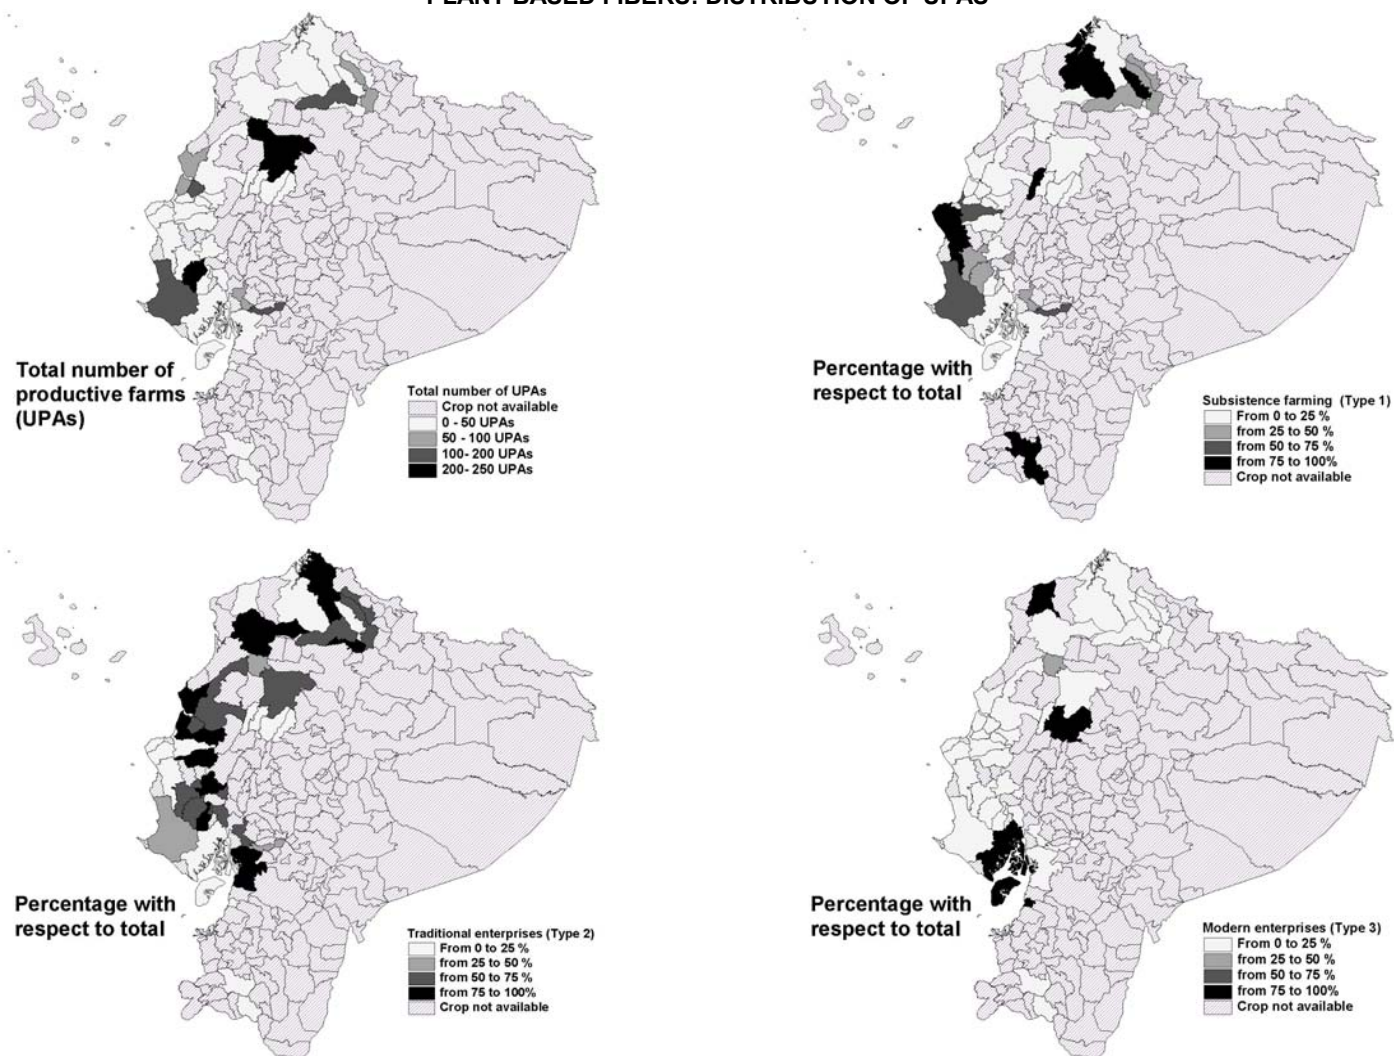 PLANT BASED FIBERS: DISTRIBUTION OF UPAS
Total number of
productive farms
(UPAs)
Total number of UPAs
Crop not available
0 - 50 UPAs
50 - 100 UPAs
100- 200 UPAs
200- 250 UPAs
Percentage with
respect to total
Subsistence farming (Type 1)
From 0 to 25 %
from 25 to 50 %
from 50 to 75 %
from 75 to 100%
Crop not available
Percentage with
respect to total
Traditional enterprises (Type 2)
From 0 to 25 %
from 25 to 50 %
from 50 to 75 %
from 75 to 100%
Crop not available
Percentage with
respect to total
Modern enterprises (Type 3)
From 0 to 25 %
from 25 to 50 %
from 50 to 75 %
from 75 to 100%
Crop not available